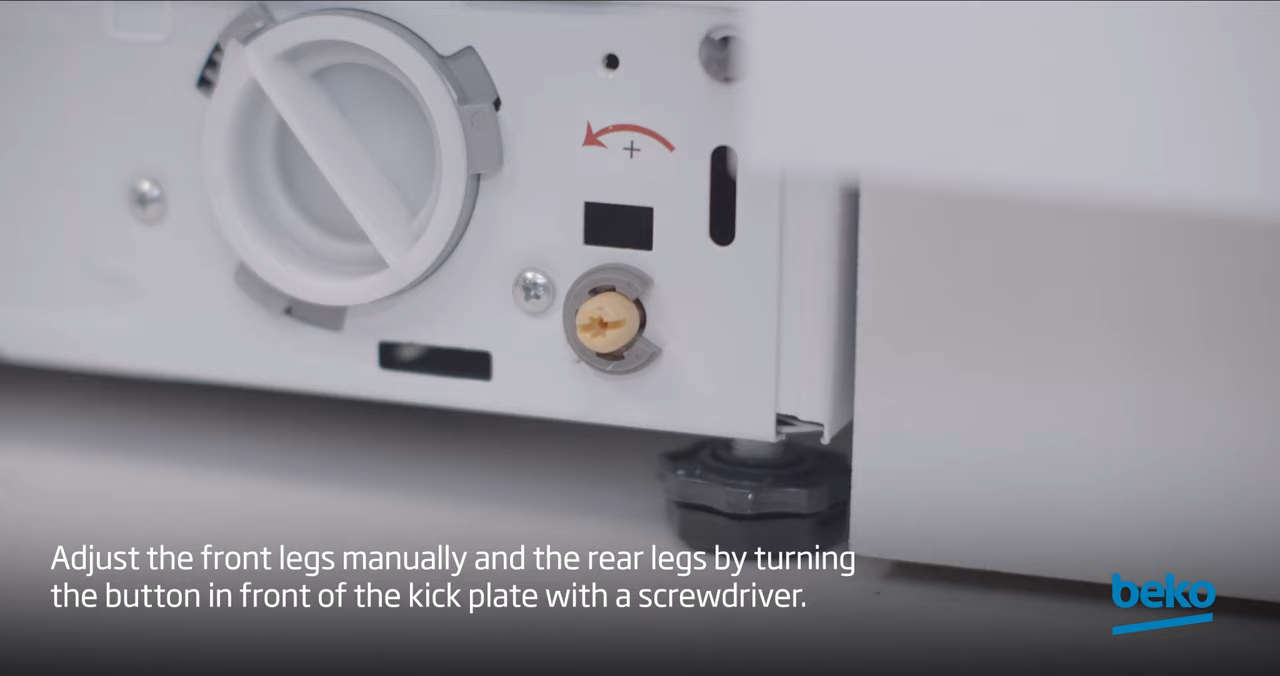 +
Adjust the front legs manually and the rear legs by turning
the button in front of the kick plate with a screwdriver.
beko